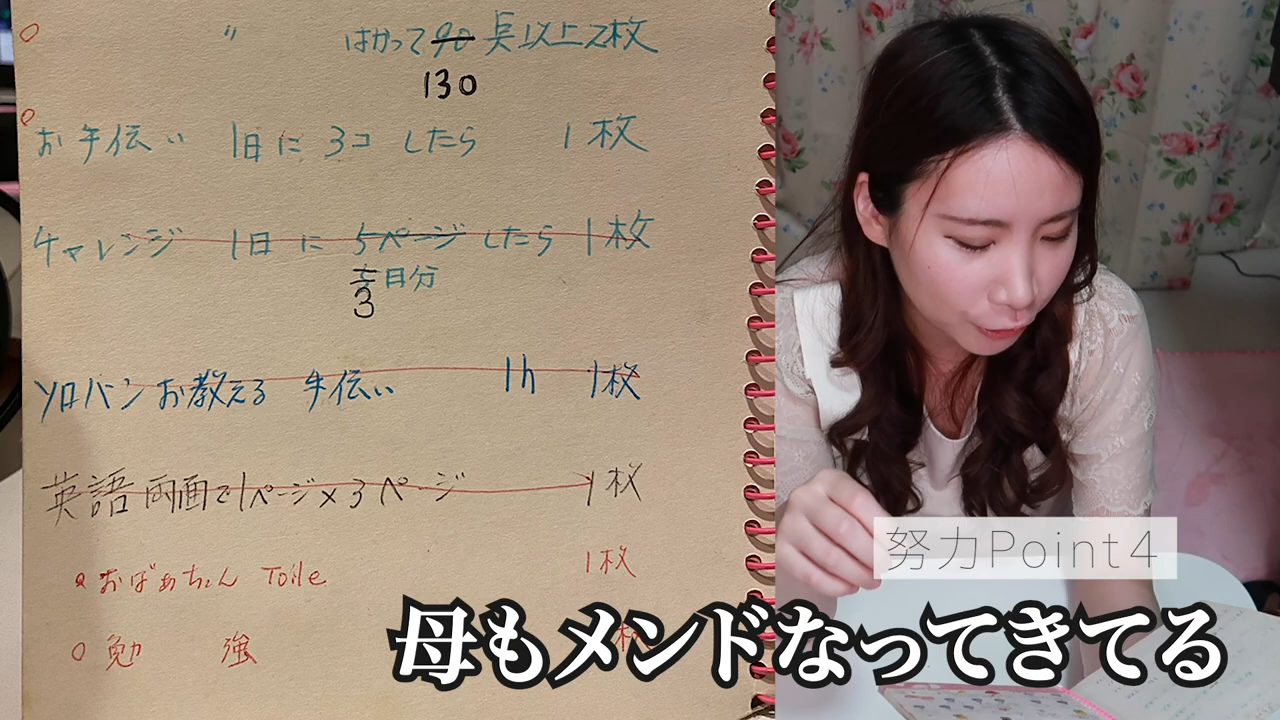 〃 はかって 90 点以上 2枚
130
お手伝い 1日に 3コ したら 1枚
チャレンジ 1日に 5ページ したら 1枚
日分
3
ソロバンお教える 手伝い 1h 1枚
英語 両面で1ページ×3ページ 1枚
おばあちゃん Toile 1枚
勉 強
努力Point4
母もメンドなってきてる